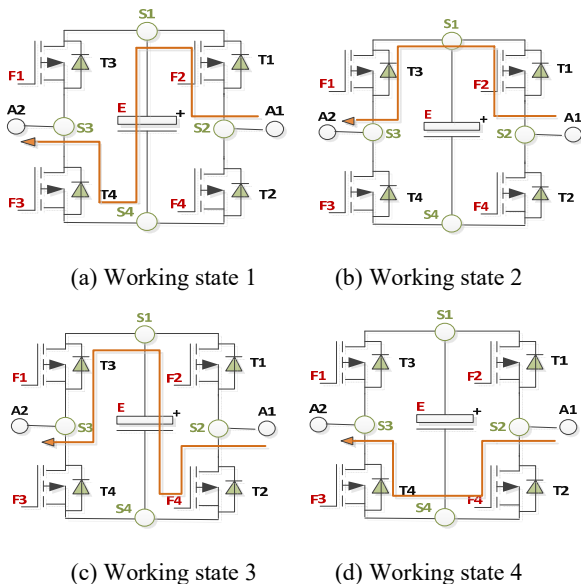 S1
T3
T1
F1
F2
A2
E
+
A1
S3
S2
F3
T4
F4
T2
S4
(a) Working state 1
S1
T3
T1
F1
F2
A2
E
+
A1
S3
S2
F3
T4
F4
T2
S4
(b) Working state 2
S1
T3
T1
F1
F2
A2
E
+
A1
S3
S2
F3
T4
F4
T2
S4
(c) Working state 3
S1
T3
T1
F1
F2
A2
E
+
A1
S3
S2
F3
T4
F4
T2
S4
(d) Working state 4